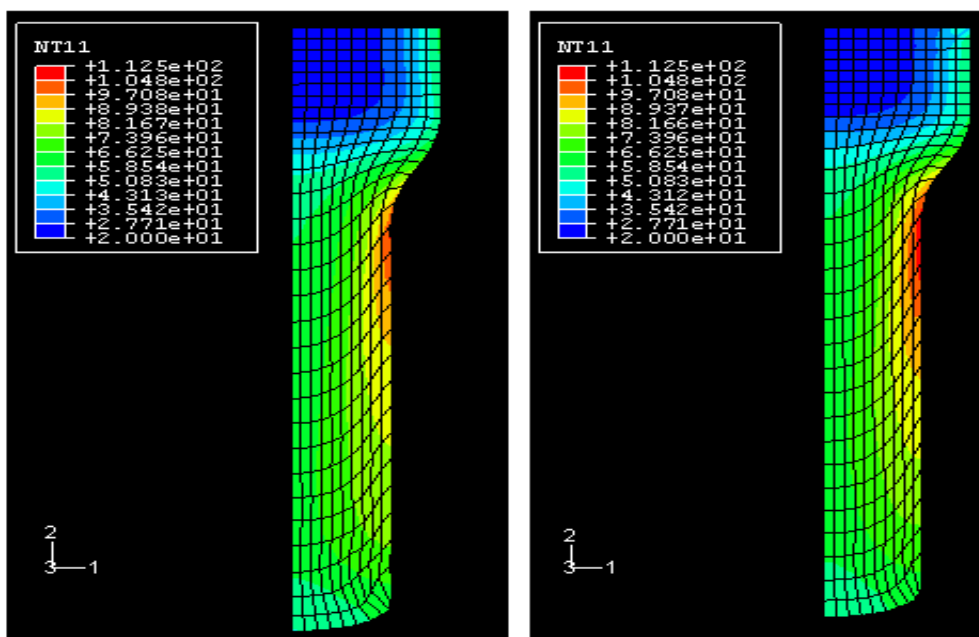 NT11
+1.125e+02
+1.048e+02
+9.708e+01
+8.938e+01
+8.167e+01
+7.396e+01
+6.625e+01
+5.854e+01
+5.083e+01
+4.313e+01
+3.542e+01
+2.771e+01
+2.000e+01
2
3
1
NT11
+1.125e+02
+1.048e+02
+9.708e+01
+8.937e+01
+8.166e+01
+7.396e+01
+6.625e+01
+5.854e+01
+5.083e+01
+4.312e+01
+3.542e+01
+2.771e+01
+2.000e+01
2
3
1